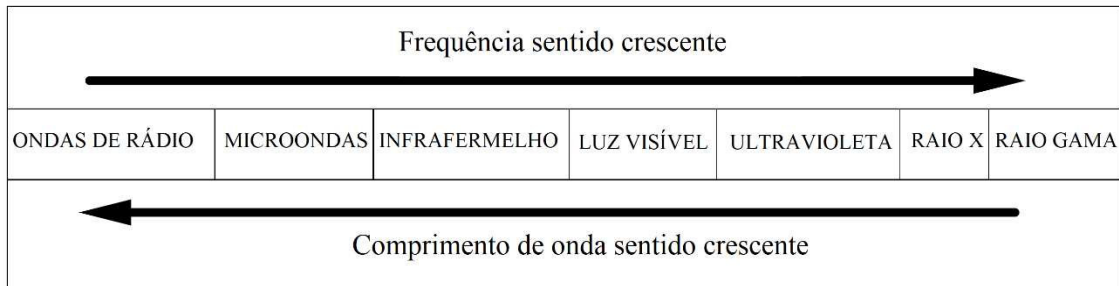 Frequência sentido crescente
ONDAS DE RÁDIO MICROONDAS INFRAFERMELHO LUZ VISÍVEL ULTRAVIOLETA RAIO X RAIO GAMA
Comprimento de onda sentido crescente